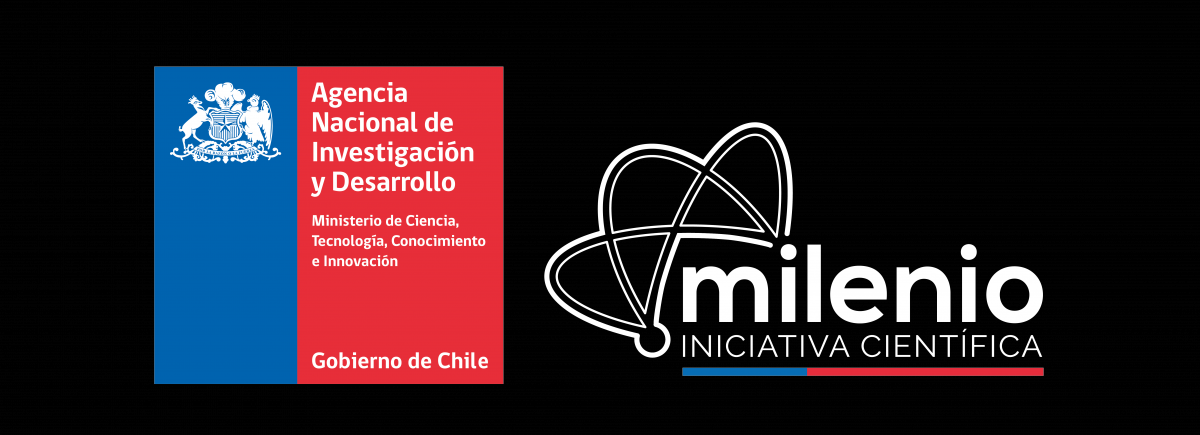 Agencia
Nacional de
Investigación
y Desarrollo
Ministerio de Ciencia,
Tecnología, Conocimiento
e Innovación
Gobierno de Chile
milenio
INICIATIVA CIENTÍFICA